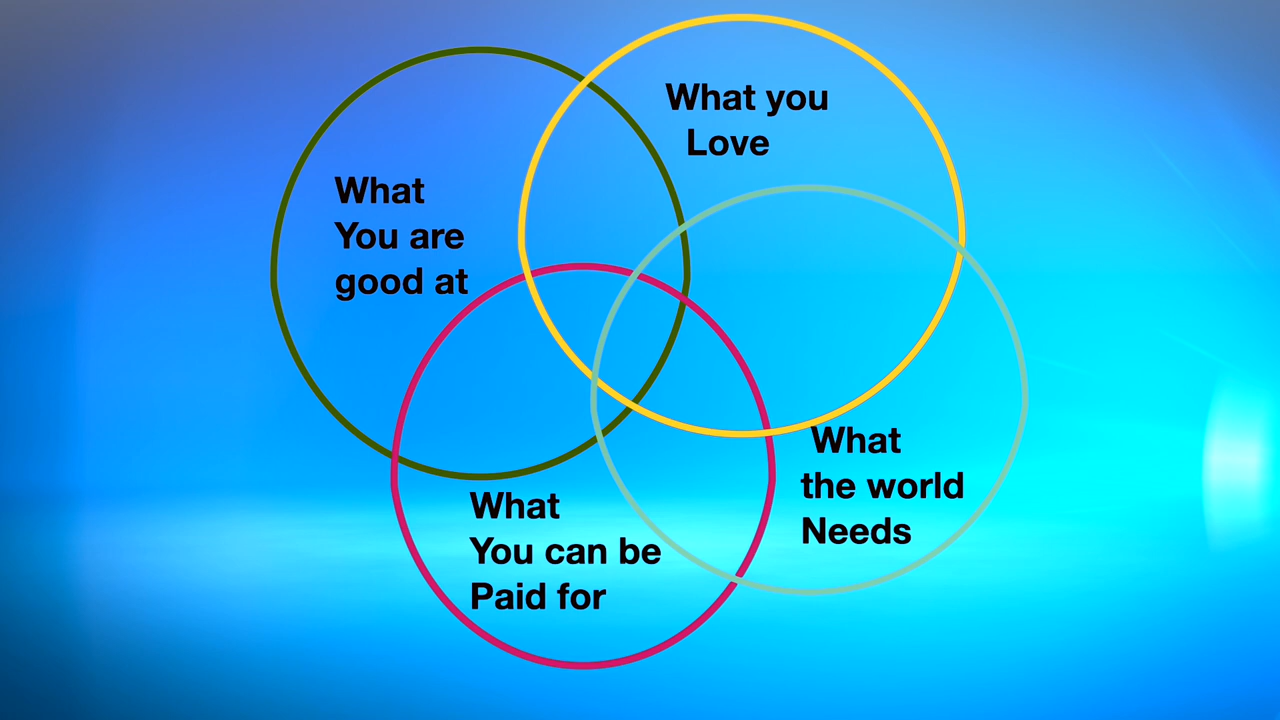 What you
Love
What
You are
good at
What
the world
Needs
What
You can be
Paid for